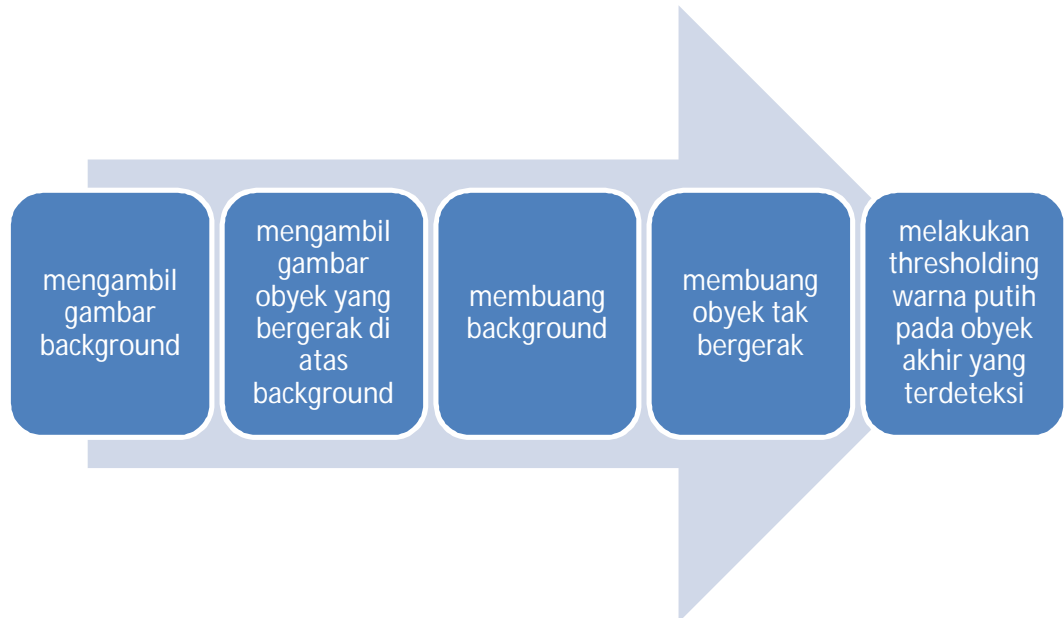 mengambil
gambar
background
mengambil
gambar
obyek yang
bergerak di
atas
background
membuang
background
membuang
obyek tak
bergerak
melakukan
thresholding
warna putih
pada obyek
akhir yang
terdeteksi